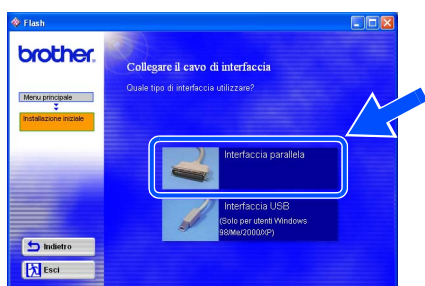 Flash
brother.
Collegare il cavo di interfaccia
Quale tipo di interfaccia utilizzare?
Menu principale
Installazione iniziale
Interfaccia parallela
Interfaccia USB
(Solo per utenti Windows
98/Me/2000/XP)
Indietro
Esci